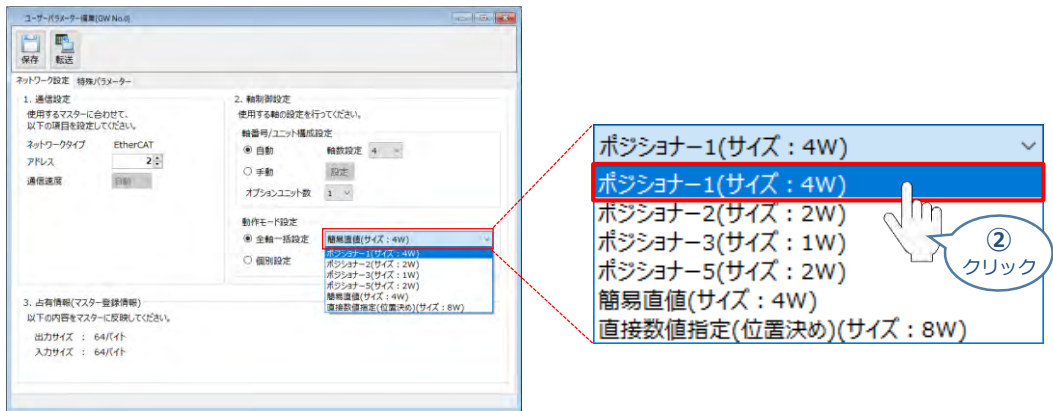 ユーザーパラメーター編集[GW No.0]
保存 転送
ネットワーク設定 特殊パラメーター
1. 通信設定
使用するマスターに合わせて、
以下の項目を設定してください。
ネットワークタイプ EtherCAT
アドレス 2
通信速度 自動
2. 軸制御設定
使用する軸の設定を行ってください。
軸番号/ユニット構成設定
自動 軸数設定 4
手動 設定
オプションユニット数 1
動作モード設定
全軸一括設定 簡易直値(サイズ：4W)
個別設定
ポジショナー1(サイズ：4W)
ポジショナー2(サイズ：2W)
ポジショナー3(サイズ：1W)
ポジショナー5(サイズ：2W)
簡易直値(サイズ：4W)
直接数値指定(位置決め)(サイズ：8W)
3. 占有情報(マスター登録情報)
以下の内容をマスターに反映してください。
出力サイズ ： 64バイト
入力サイズ ： 64バイト
ポジショナー1(サイズ：4W)
ポジショナー1(サイズ：4W)
ポジショナー2(サイズ：2W)
ポジショナー3(サイズ：1W)
ポジショナー5(サイズ：2W)
簡易直値(サイズ：4W)
直接数値指定(位置決め)(サイズ：8W)
②
クリック